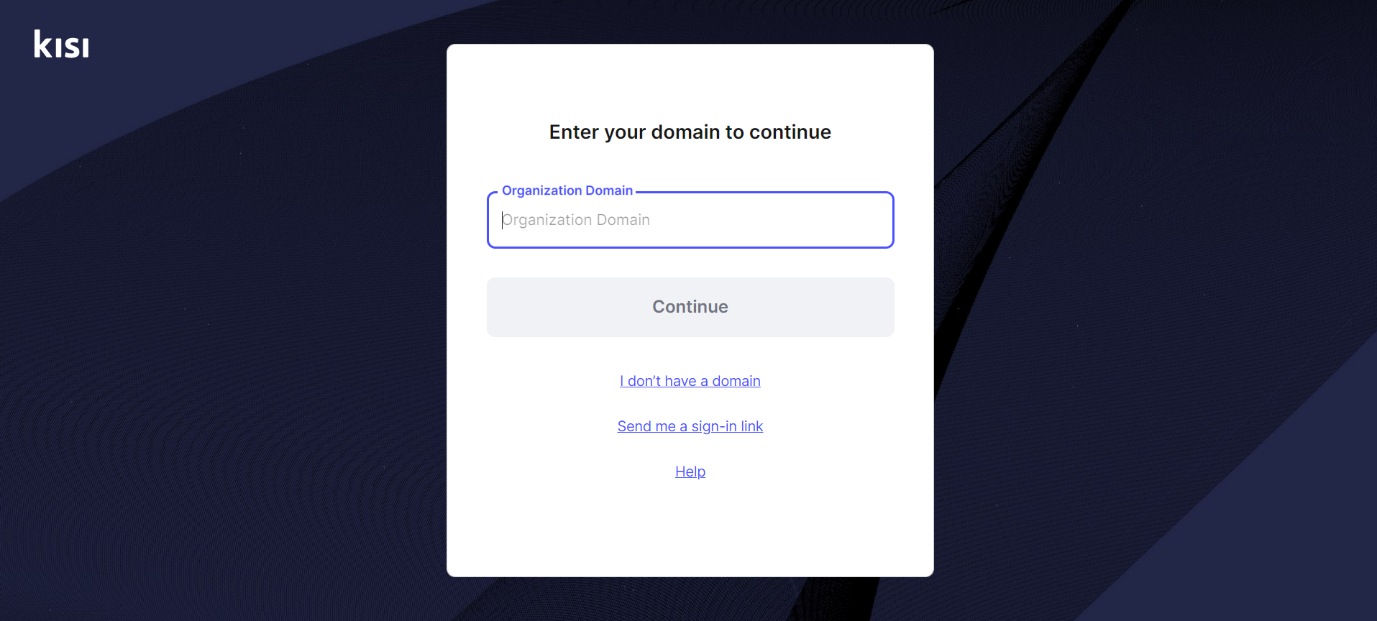 kisi
Enter your domain to continue
Organization Domain
Organization Domain
Continue
I don't have a domain
Send me a sign-in link
Help